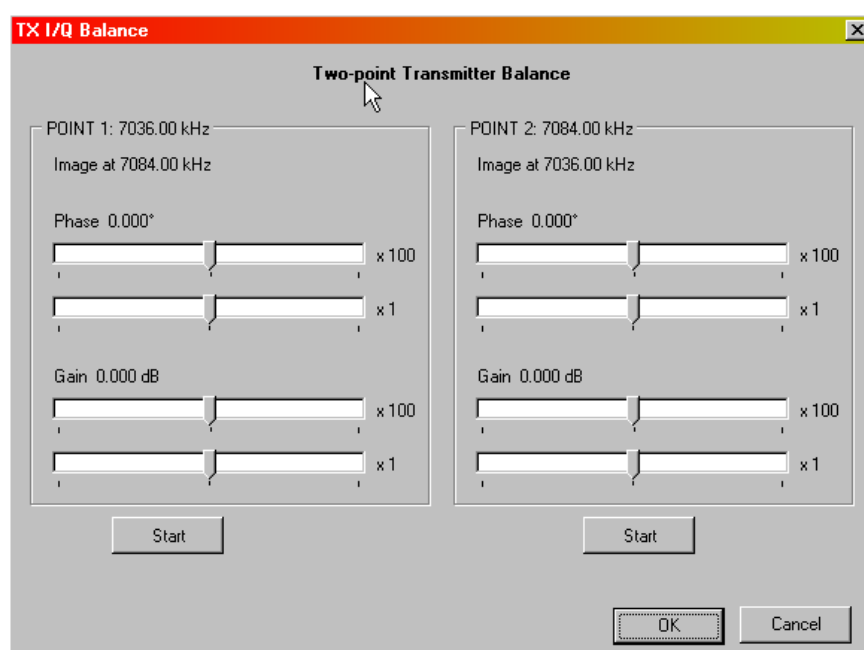 TX I/Q Balance
Two-point Transmitter Balance
POINT 1: 7036.00 kHz
Image at 7084.00 kHz
Phase 0.000°
x 100
x 1
Gain 0.000 dB
x 100
x 1
Start
POINT 2: 7084.00 kHz
Image at 7036.00 kHz
Phase 0.000°
x 100
x 1
Gain 0.000 dB
x 100
x 1
Start
OK
Cancel